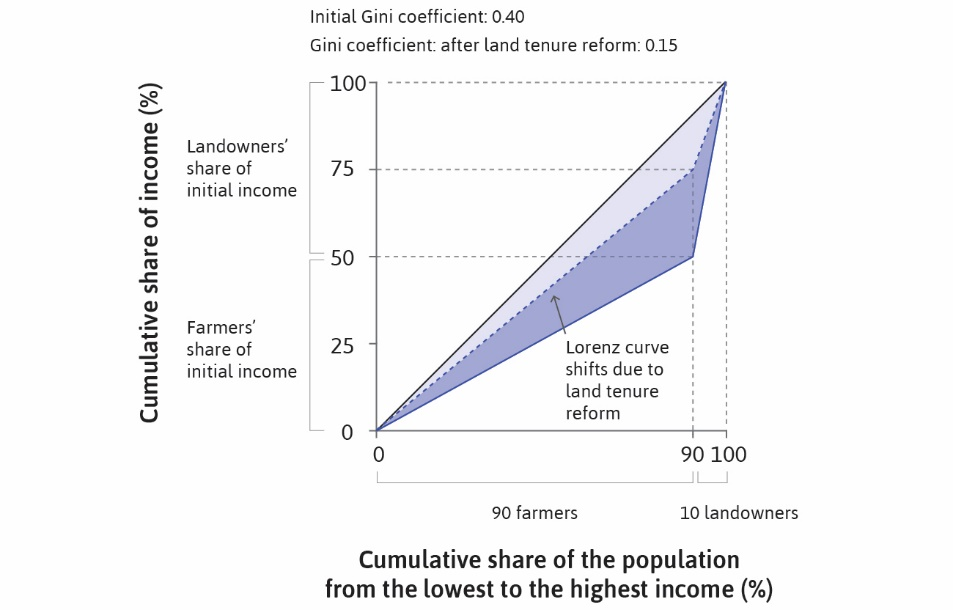 Initial Gini coefficient: 0.40
Gini coefficient: after land tenure reform: 0.15
Cumulative share of income (%)
Landowners’
share of
initial income
Farmers’
share of
initial income
100
75
50
25
0
Lorenz curve
shifts due to
land tenure
reform
0 90 100
90 farmers 10 landowners
Cumulative share of the population
from the lowest to the highest income (%)